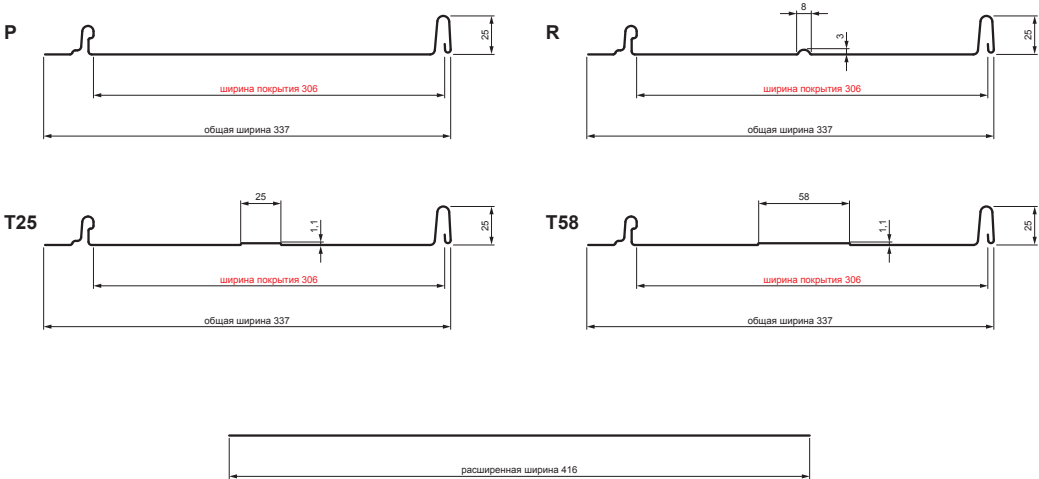 P
25
ширина покрытия 306
общая ширина 337
R
8
3
25
ширина покрытия 306
общая ширина 337
T25
25
1,1
25
ширина покрытия 306
общая ширина 337
T58
58
1,1
25
ширина покрытия 306
общая ширина 337
расширенная ширина 416